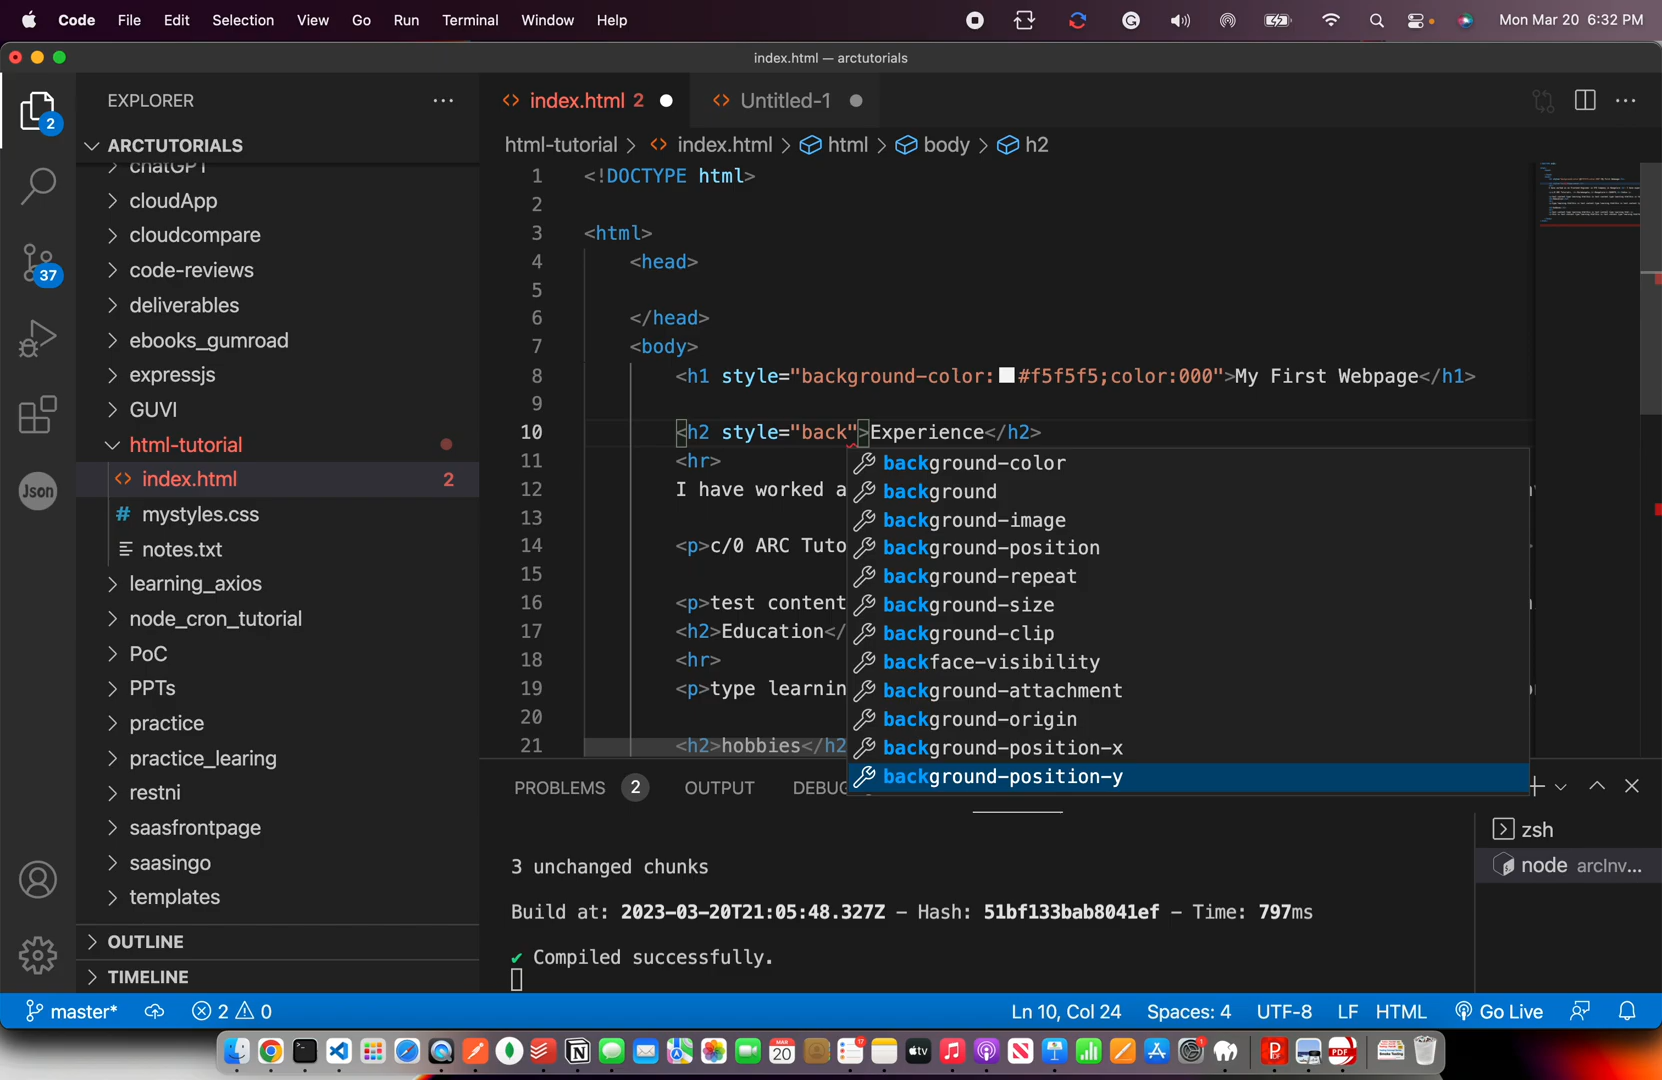 Code File Edit Selection View Go Run Terminal Window Help Mon Mar 20 6:32 PM
index.html — arctutorials
EXPLORER
ARCTUTORIALS
chatGPT
cloudApp
cloudcompare
code-reviews
deliverables
ebooks_gumroad
expressjs
GUVI
html-tutorial
index.html 2
mystyles.css
notes.txt
learning_axios
node_cron_tutorial
PoC
PPTs
practice
practice_learing
restni
saasfrontpage
saasingo
templates
OUTLINE
TIMELINE
2
37
Json
index.html 2 Untitled-1
html-tutorial > index.html > html > body > h2
1 <!DOCTYPE html>
2
3 <html>
4 <head>
5
6 </head>
7 <body>
8 <h1 style="background-color:#f5f5f5;color:000">My First Webpage</h1>
9
10 <h2 style="back">Experience</h2>
11 <hr>
12 I have worked a
13
14 <p>c/0 ARC Tuto
15
16 <p>test content
17 <h2>Education</
18 <hr>
19 <p>type learnin
20
21 <h2>hobbies</h2
background-color
background
background-image
background-position
background-repeat
background-size
background-clip
backface-visibility
background-attachment
background-origin
background-position-x
background-position-y
PROBLEMS 2 OUTPUT DEBUG
3 unchanged chunks
Build at: 2023-03-20T21:05:48.327Z - Hash: 51bf133bab8041ef - Time: 797ms
✔ Compiled successfully.
zsh
node arcInv...
master* 2 0 Ln 10, Col 24 Spaces: 4 UTF-8 LF HTML Go Live